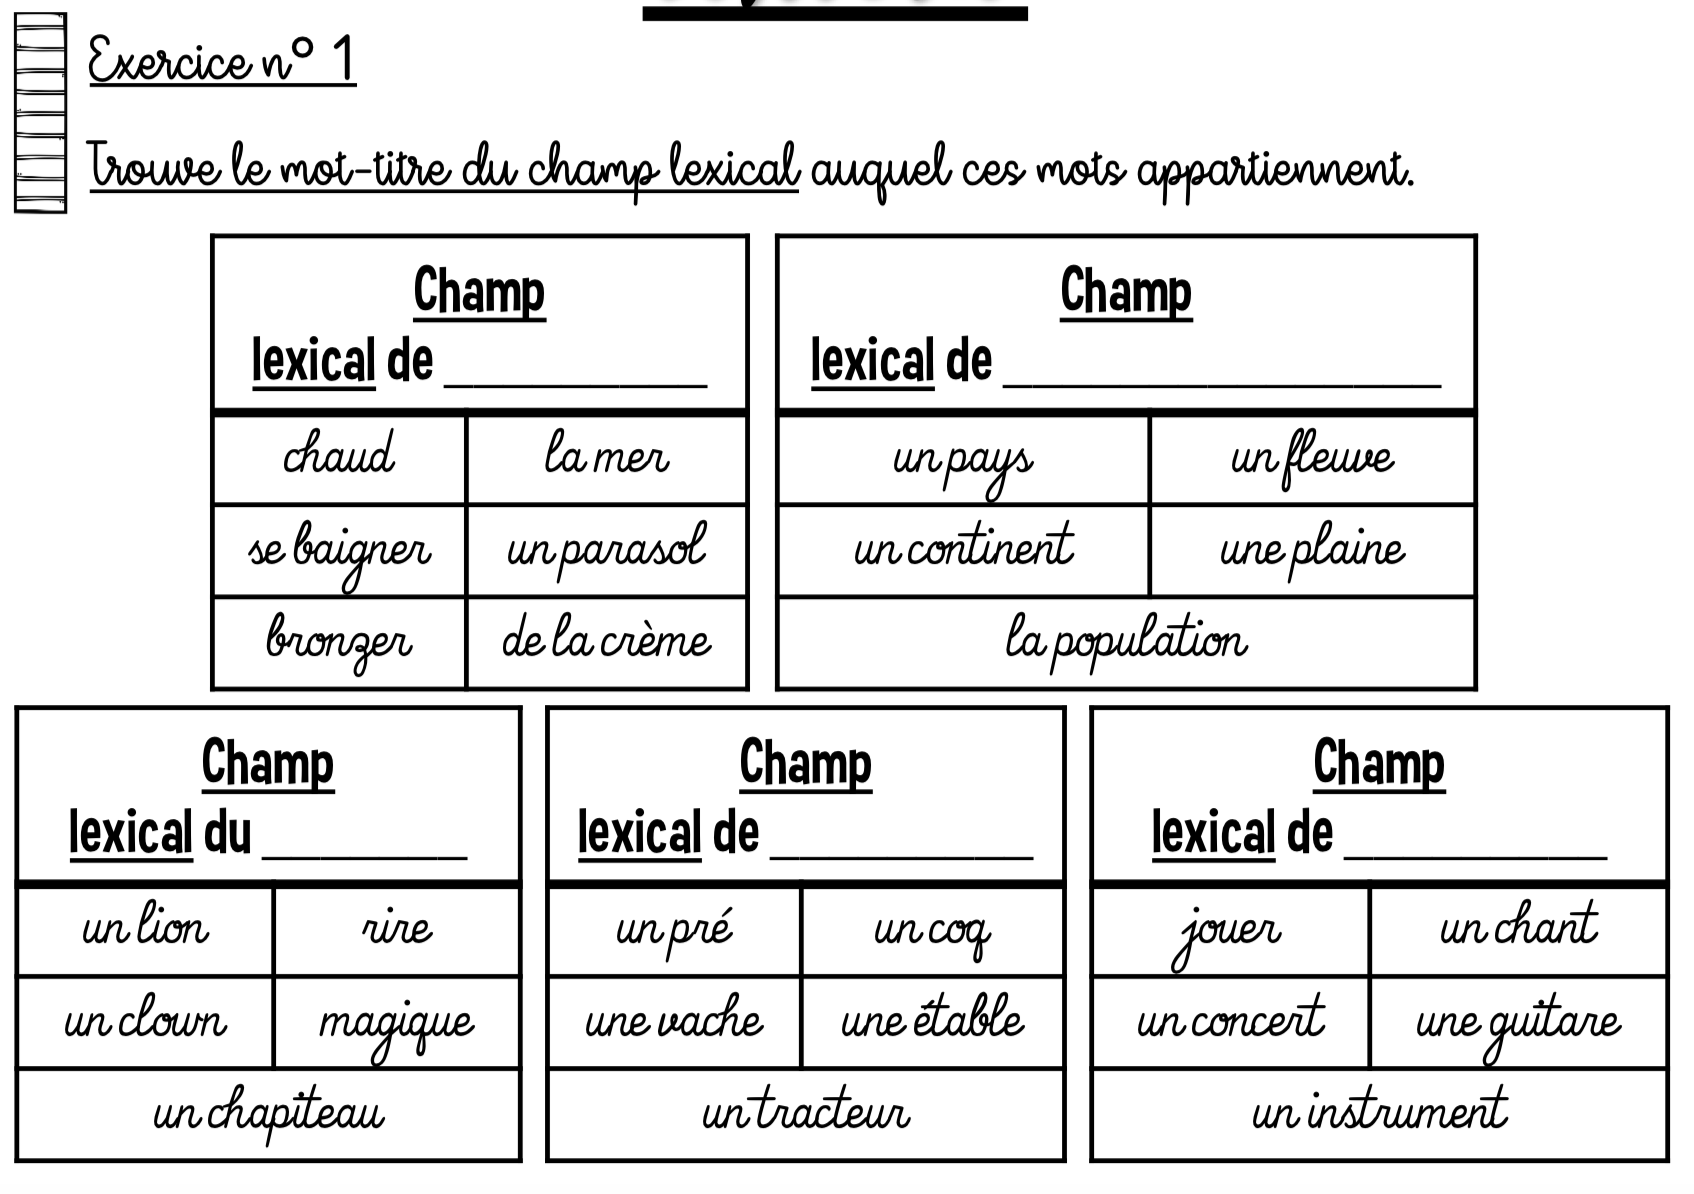 Exercice n° 1
Trouve le mot-titre du champ lexical auquel ces mots appartiennent.
Champ
lexical de _________
chaud la mer
se baigner un parasol
bronzer de la crème
Champ
lexical de _______________
un pays un fleuve
un continent une plaine
la population
Champ
lexical du _______
un lion rire
un clown magique
un chapiteau
Champ
lexical de _________
un pré un coq
une vache une étable
un tracteur
Champ
lexical de _________
jouer un chant
un concert une guitare
un instrument